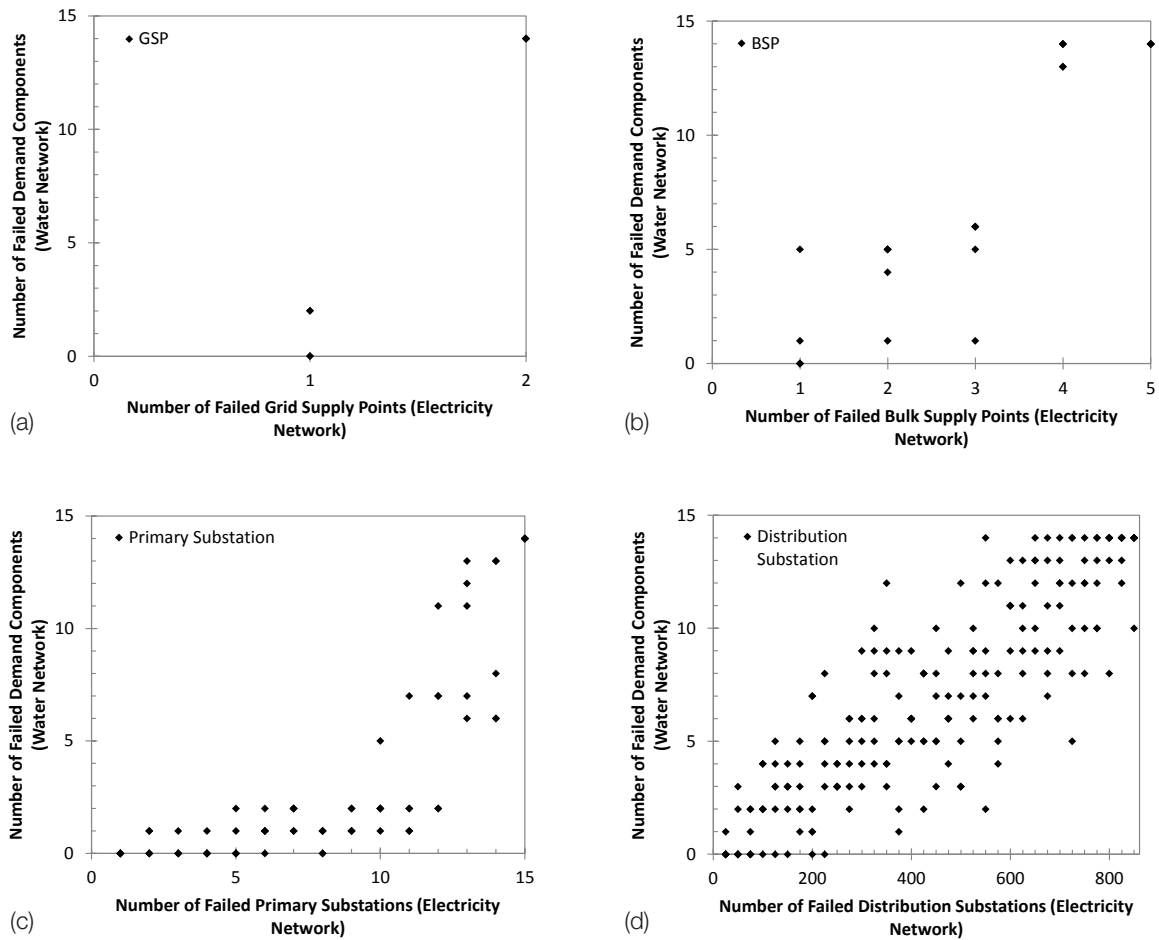 Number of Failed Demand Components
(Water Network)
15
10
5
0
GSP
0
1
2
Number of Failed Grid Supply Points (Electricity
Network)
(a)
Number of Failed Demand Components
(Water Network)
15
10
5
0
BSP
0
1
2
3
4
5
Number of Failed Bulk Supply Points (Electricity
Network)
(b)
Number of Failed Demand Components
(Water Network)
15
10
5
0
Primary Substation
0
5
10
15
Number of Failed Primary Substations (Electricity
Network)
(c)
Number of Failed Demand Components
(Water Network)
15
10
5
0
Distribution
Substation
0
200
400
600
800
Number of Failed Distribution Substations (Electricity
Network)
(d)